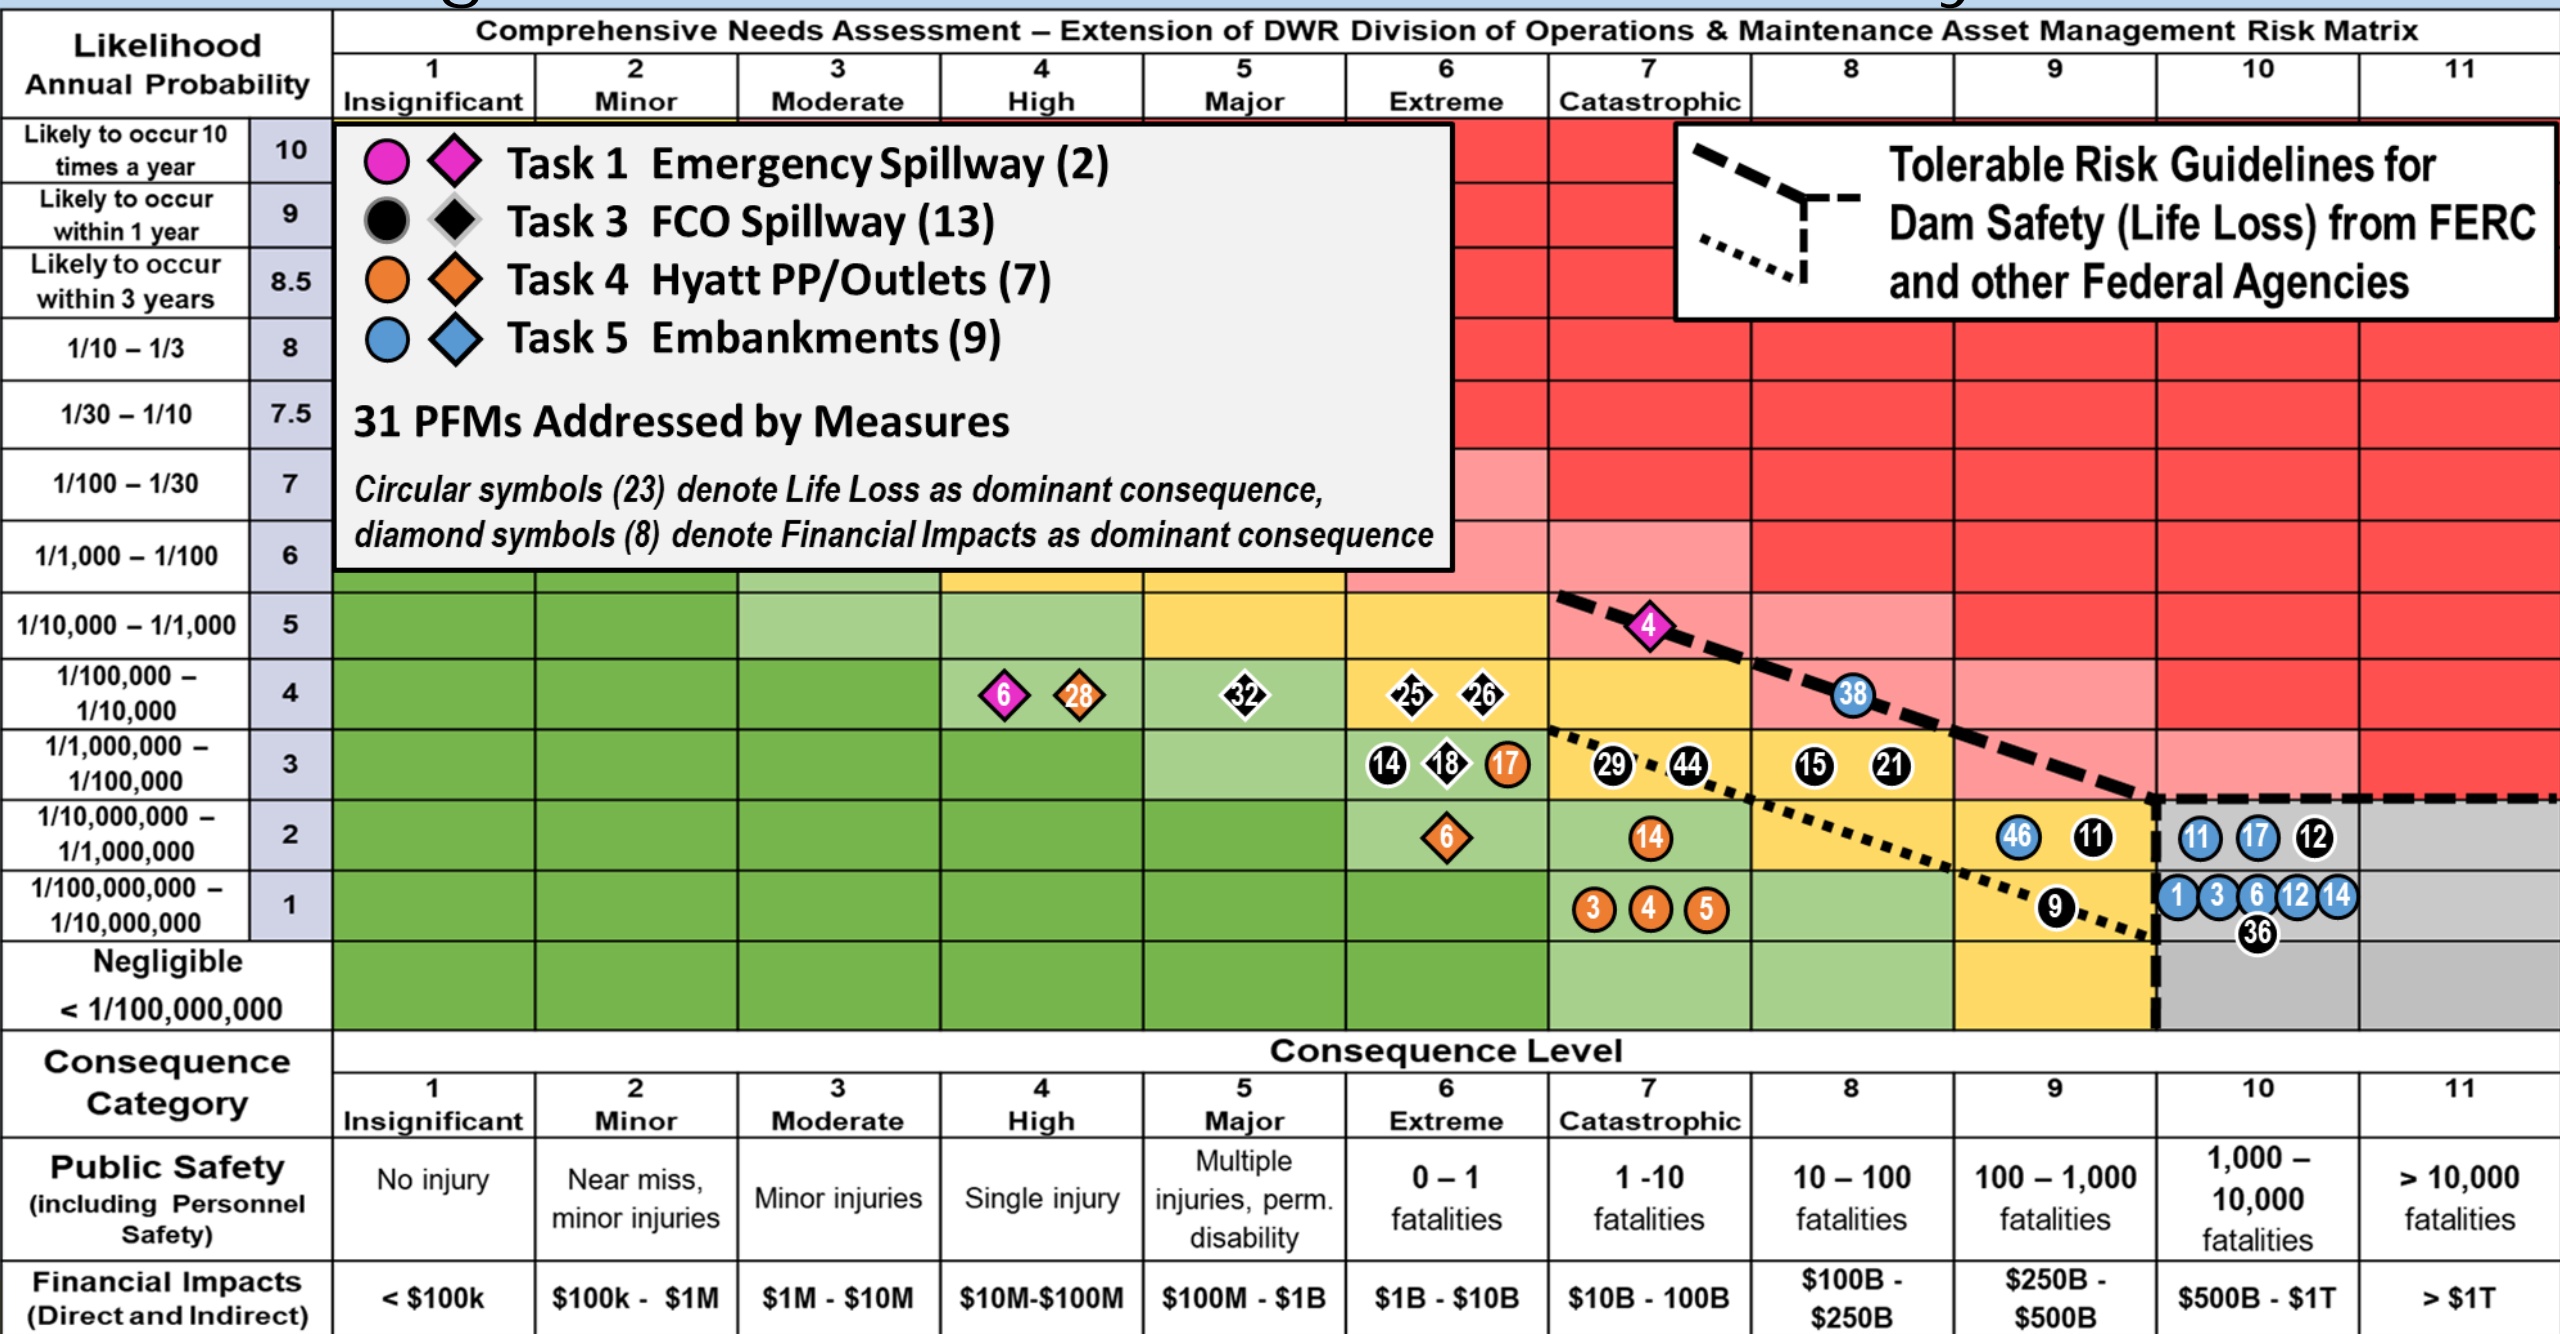 Comprehensive Needs Assessment – Extension of DWR Division of Operations & Maintenance Asset Management Risk Matrix
Likelihood
Annual Probability
1 2 3 4 5 6 7 8 9 10 11
Insignificant Minor Moderate High Major Extreme Catastrophic
Likely to occur 10
times a year
10
Likely to occur
within 1 year
9
Likely to occur
within 3 years
8.5
1/10 – 1/3 8
1/30 – 1/10 7.5
1/100 – 1/30 7
1/1,000 – 1/100 6
Task 1 Emergency Spillway (2)
Task 3 FCO Spillway (13)
Task 4 Hyatt PP/Outlets (7)
Task 5 Embankments (9)
31 PFMs Addressed by Measures
Circular symbols (23) denote Life Loss as dominant consequence,
diamond symbols (8) denote Financial Impacts as dominant consequence
Tolerable Risk Guidelines for
Dam Safety (Life Loss) from FERC
and other Federal Agencies
1/10,000 – 1/1,000 5
4
1/100,000 –
1/10,000
4
6 28 32 25 26 38
1/1,000,000 –
1/100,000
3
14 18 17 29 44 15 21
1/10,000,000 –
1/1,000,000
2
6 14 46 11 11 17 12
1/100,000,000 –
1/10,000,000
1
3 4 5 9 1 3 6 12 14
36
Negligible
< 1/100,000,000
Consequence
Category
Consequence Level
1 2 3 4 5 6 7 8 9 10 11
Insignificant Minor Moderate High Major Extreme Catastrophic
Public Safety
(including Personnel
Safety)
No injury
Near miss,
minor injuries
Minor injuries
Single injury
Multiple
injuries, perm.
disability
0 – 1
fatalities
1 -10
fatalities
10 – 100
fatalities
100 – 1,000
fatalities
1,000 –
10,000
fatalities
> 10,000
fatalities
Financial Impacts
(Direct and Indirect)
< $100k
$100k - $1M
$1M - $10M
$10M-$100M
$100M - $1B
$1B - $10B
$10B - 100B
$100B -
$250B
$250B -
$500B
$500B - $1T
> $1T